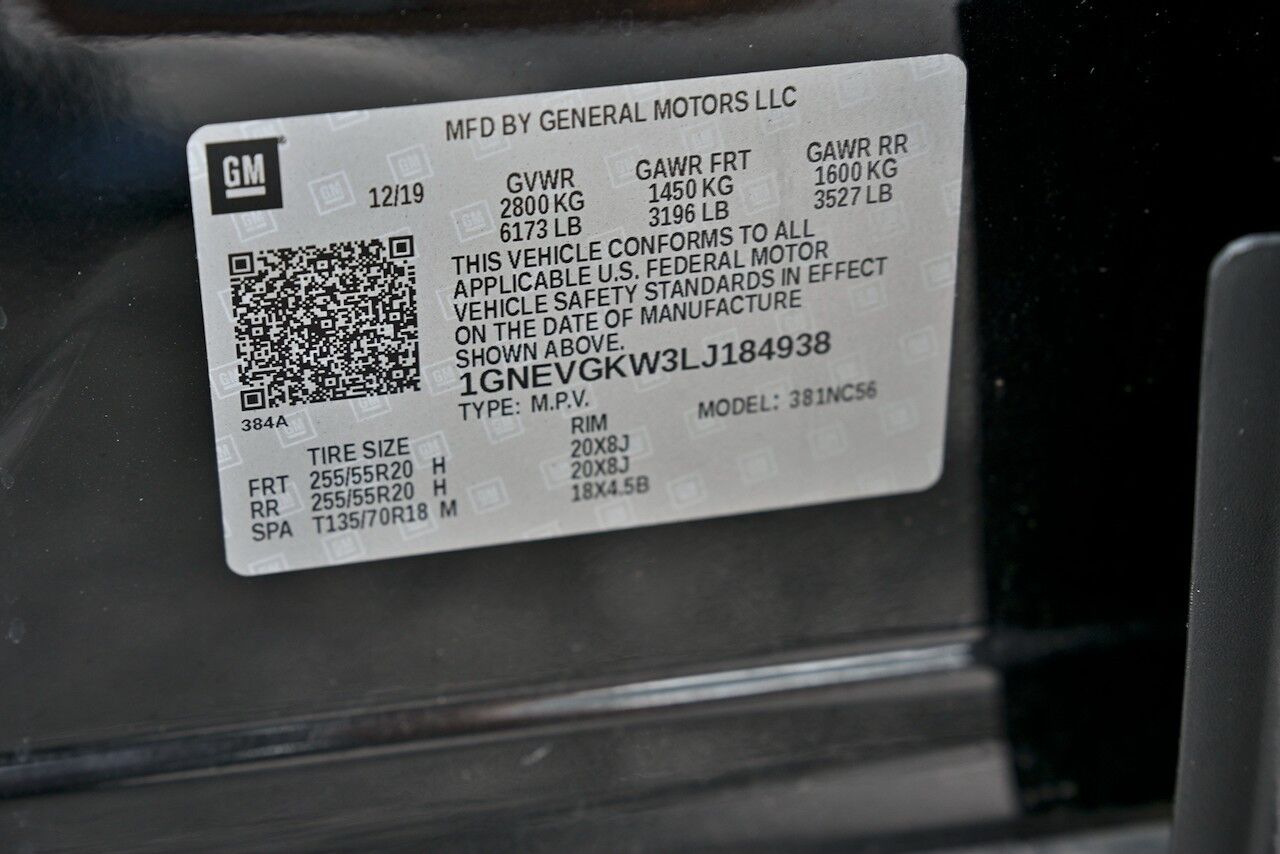 MFD BY GENERAL MOTORS LLC
GM
12/19
GVWR GAWR FRT GAWR RR
2800 KG 1450 KG 1600 KG
6173 LB 3196 LB 3527 LB
THIS VEHICLE CONFORMS TO ALL
APPLICABLE U.S. FEDERAL MOTOR
VEHICLE SAFETY STANDARDS IN EFFECT
ON THE DATE OF MANUFACTURE
SHOWN ABOVE.
1GNEVGKW3LJ184938
TYPE: M.P.V. MODEL: 381NC56
384A
TIRE SIZE RIM
FRT 255/55R20 H 20X8J
RR 255/55R20 H 20X8J
SPA T135/70R18 M 18X4.5B